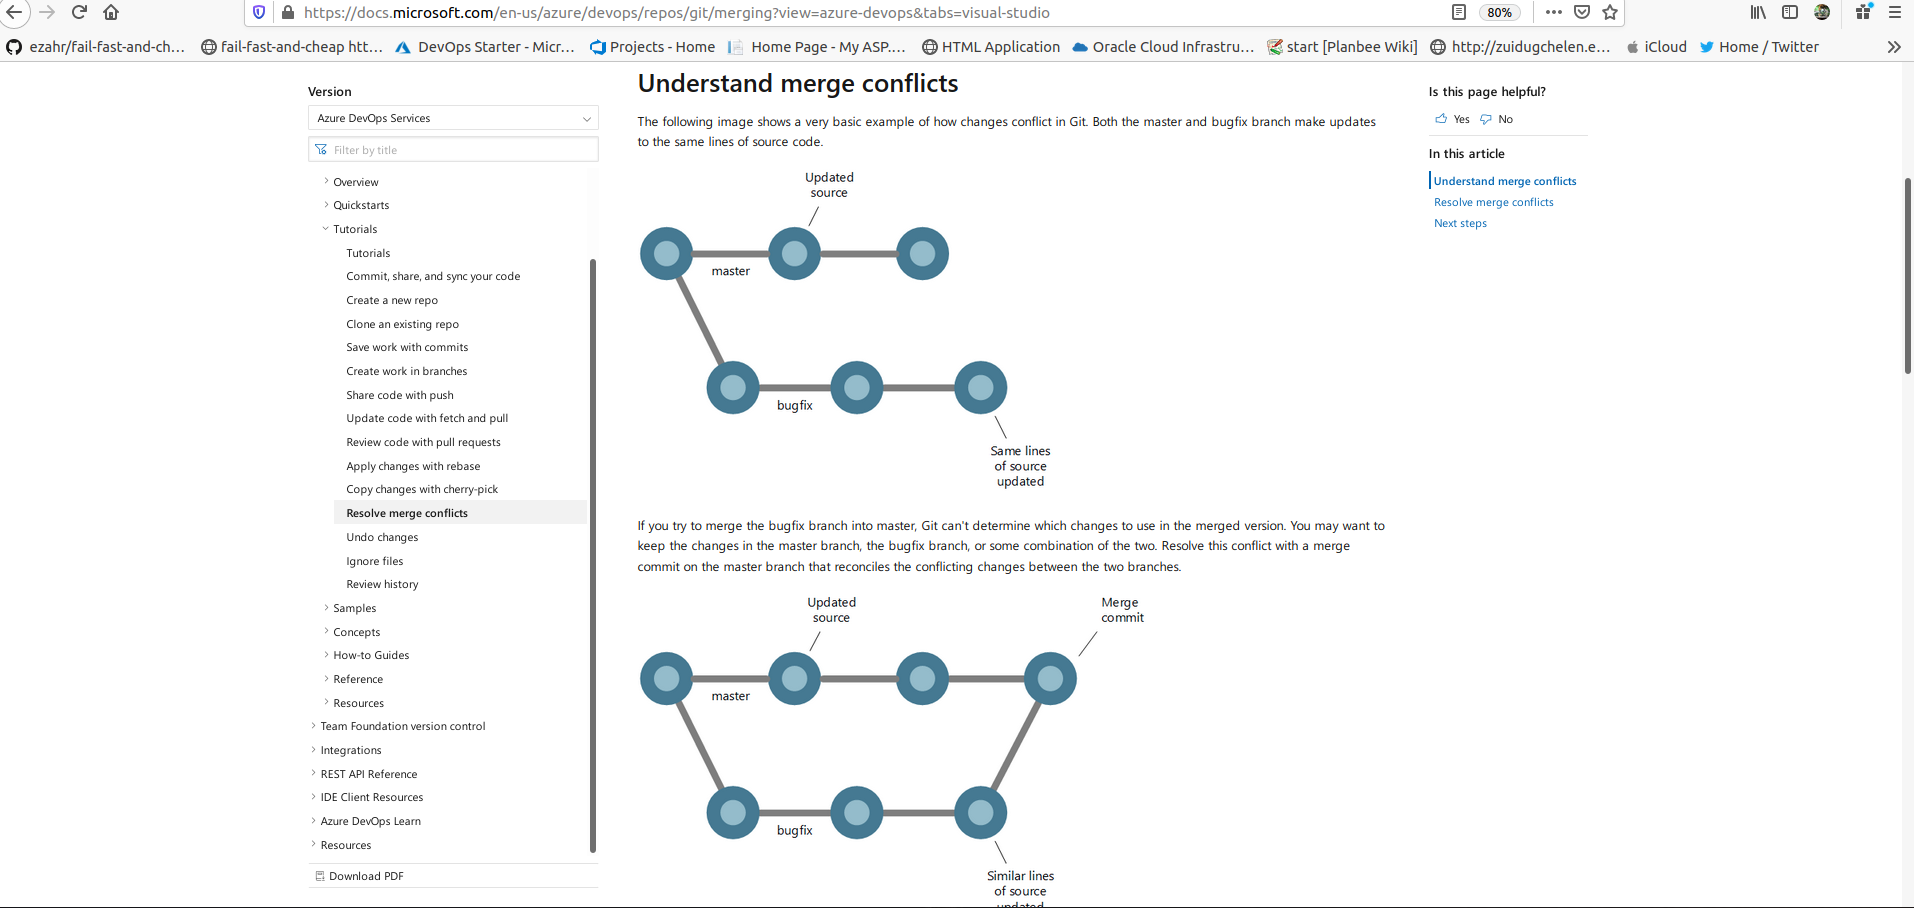 https://docs.microsoft.com/en-us/azure/devops/repos/git/merging?view=azure-devops&tabs=visual-studio
80%
ezahr/fail-fast-and-ch…
fail-fast-and-cheap htt…
DevOps Starter - Micr…
Projects - Home
Home Page - My ASP.…
HTML Application
Oracle Cloud Infrastru…
start [Planbee Wiki]
http://zuidugchelen.e…
iCloud
Home / Twitter
Version
Azure DevOps Services
Filter by title
Overview
Quickstarts
Tutorials
Tutorials
Commit, share, and sync your code
Create a new repo
Clone an existing repo
Save work with commits
Create work in branches
Share code with push
Update code with fetch and pull
Review code with pull requests
Apply changes with rebase
Copy changes with cherry-pick
Resolve merge conflicts
Undo changes
Ignore files
Review history
Samples
Concepts
How-to Guides
Reference
Resources
Team Foundation version control
Integrations
REST API Reference
IDE Client Resources
Azure DevOps Learn
Resources
Download PDF
Understand merge conflicts
The following image shows a very basic example of how changes conflict in Git. Both the master and bugfix branch make updates
to the same lines of source code.
Updated
source
master
bugfix
Same lines
of source
updated
If you try to merge the bugfix branch into master, Git can't determine which changes to use in the merged version. You may want to
keep the changes in the master branch, the bugfix branch, or some combination of the two. Resolve this conflict with a merge
commit on the master branch that reconciles the conflicting changes between the two branches.
Updated
source
Merge
commit
master
bugfix
Similar lines
of source
updated
Is this page helpful?
Yes
No
In this article
Understand merge conflicts
Resolve merge conflicts
Next steps